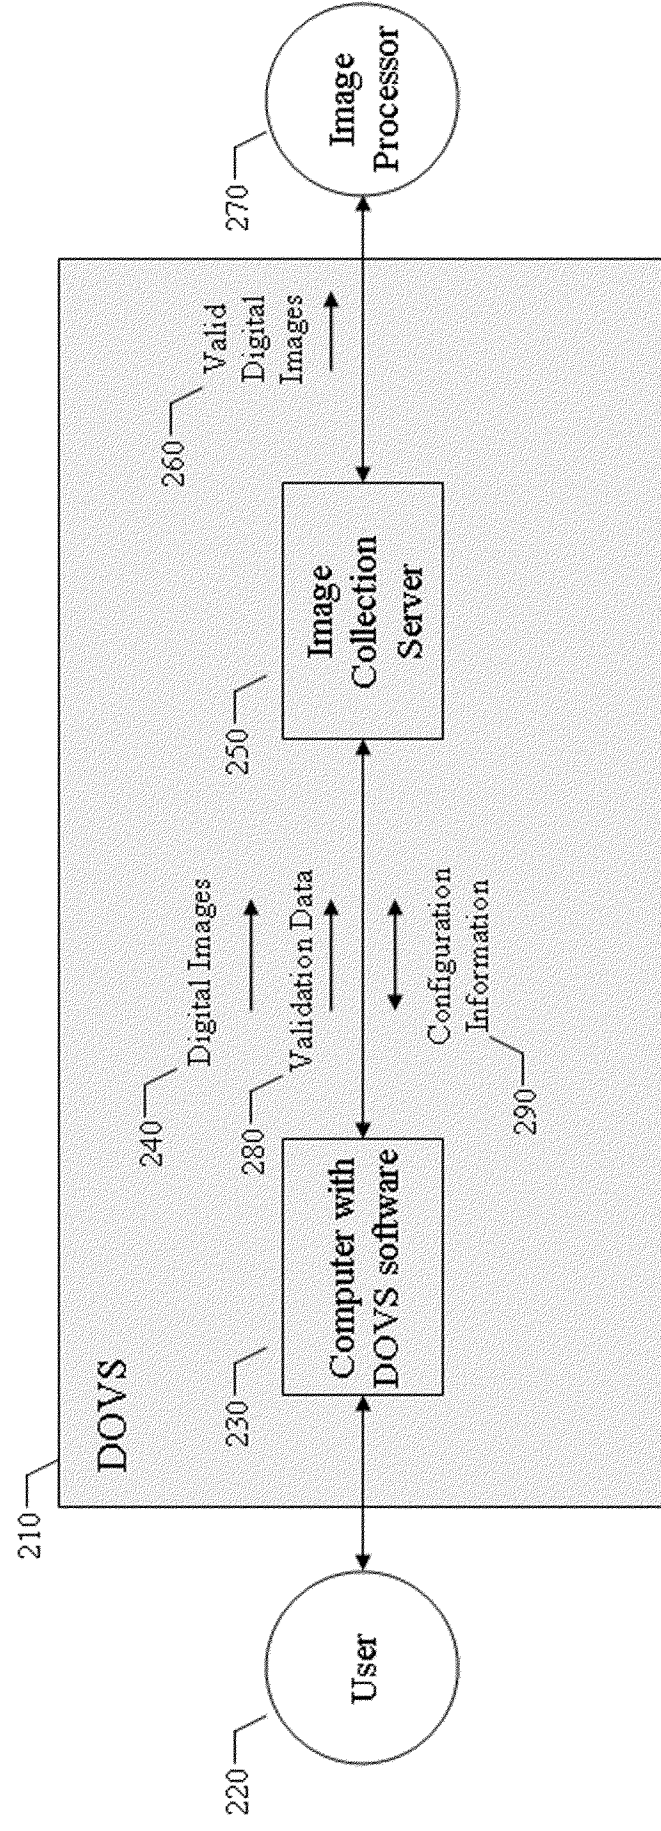 210
DOVS
220
User
230
Computer with
DOVS software
240
Digital Images
280
Validation Data
Configuration
Information
290
250
Image
Collection
Server
260
Valid
Digital
Images
270
Image
Processor